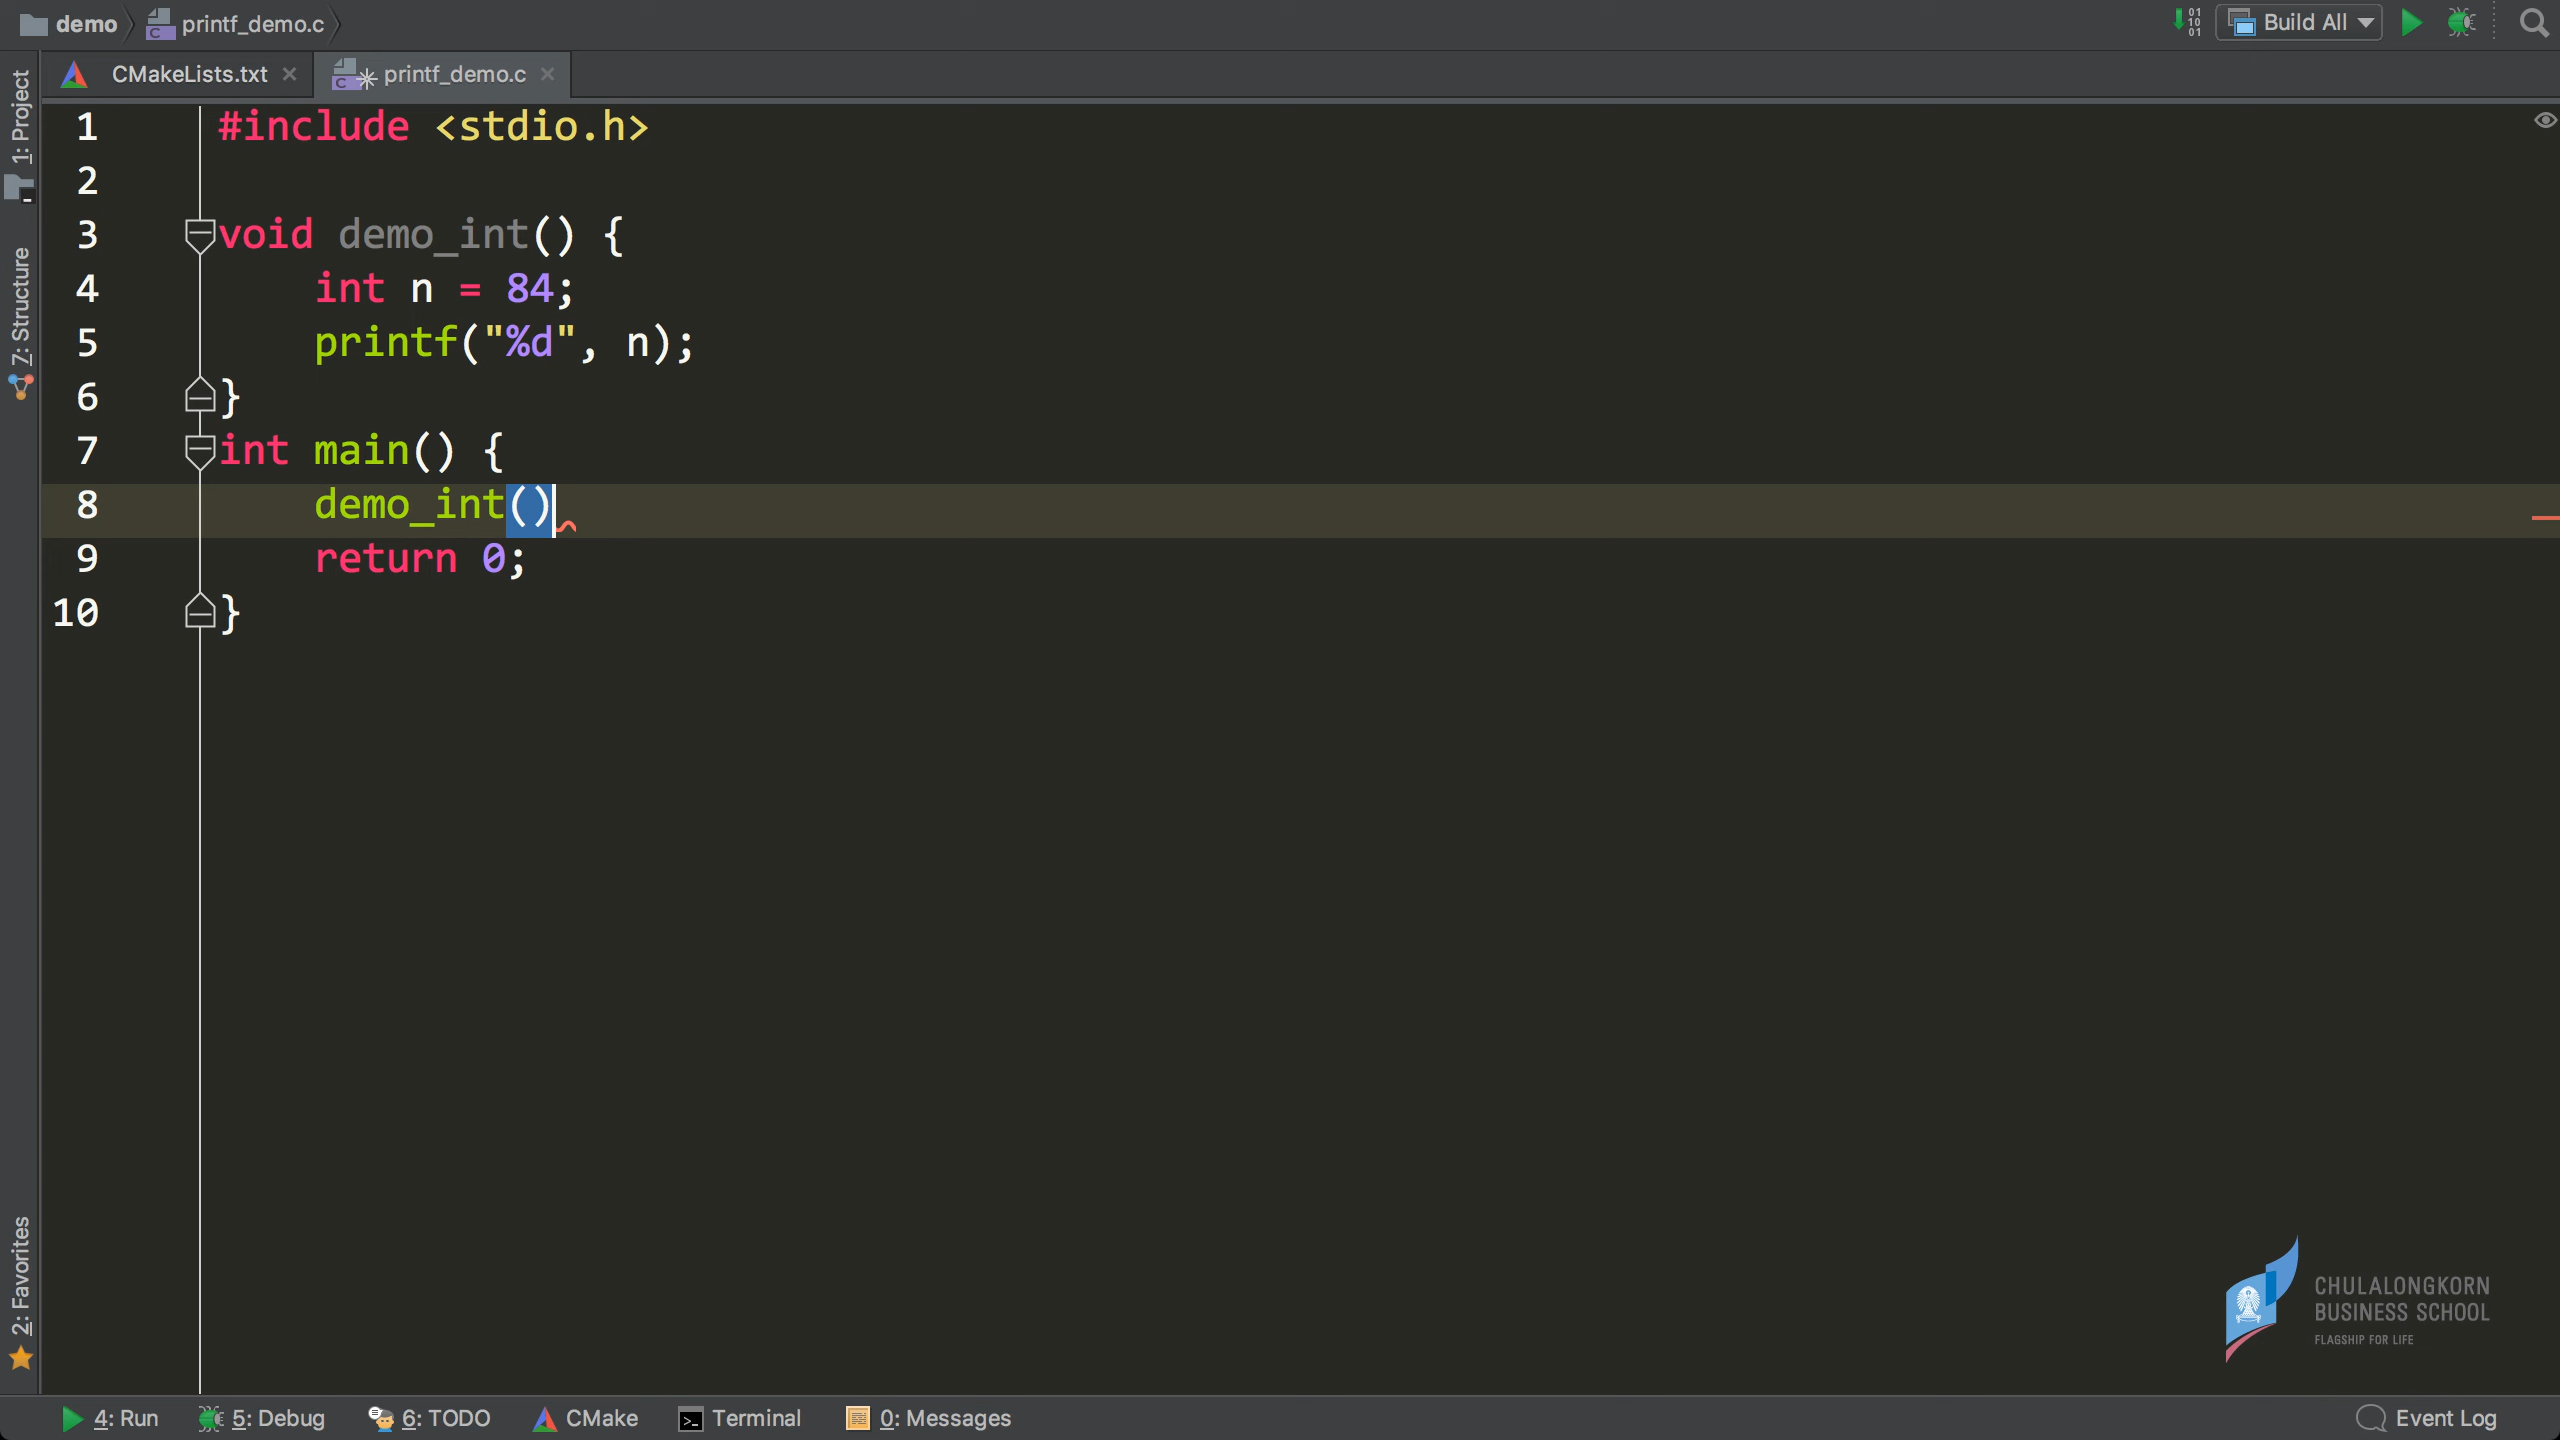 demo printf_demo.c Build All
CMakeLists.txt printf_demo.c
1: Project
7: Structure
2: Favorites
1 #include <stdio.h>
2
3 void demo_int() {
4 int n = 84;
5 printf("%d", n);
6 }
7 int main() {
8 demo_int()
9 return 0;
10 }
CHULALONGKORN
BUSINESS SCHOOL
FLAGSHIP FOR LIFE
4: Run 5: Debug 6: TODO CMake Terminal 0: Messages Event Log